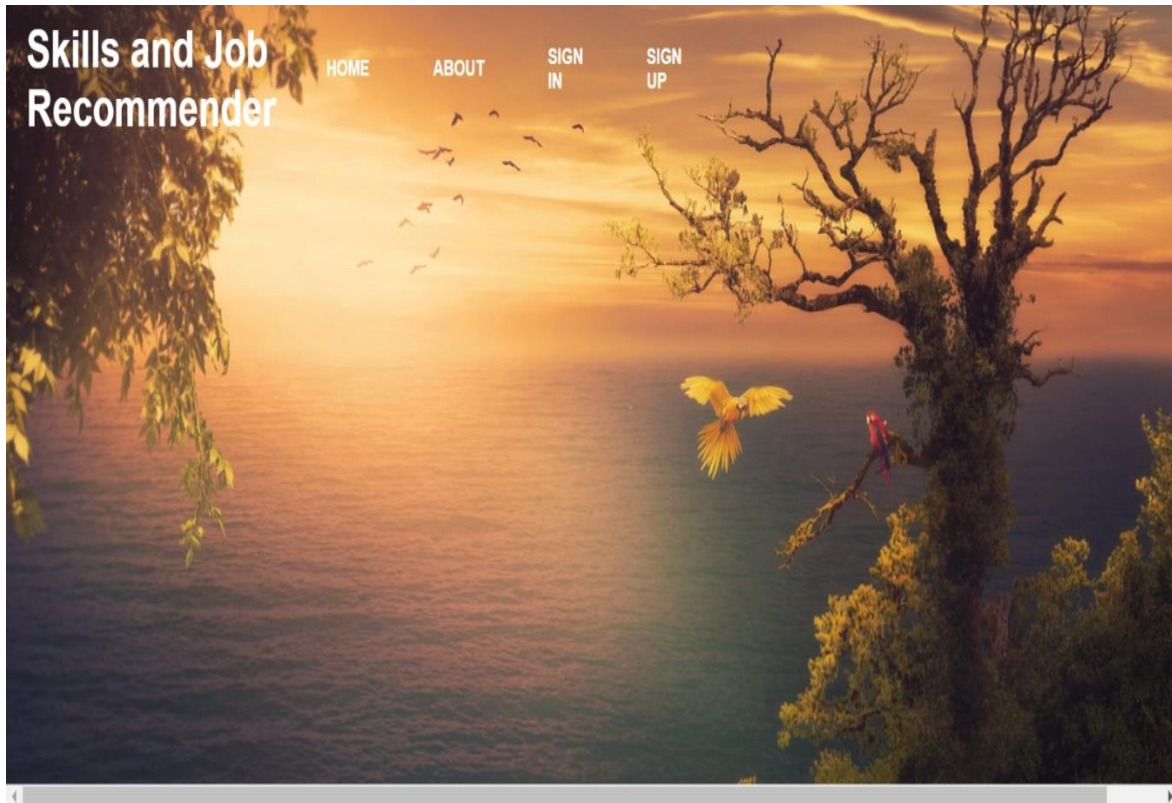 Skills and Job
Recommender
HOME
ABOUT
SIGN
IN
SIGN
UP